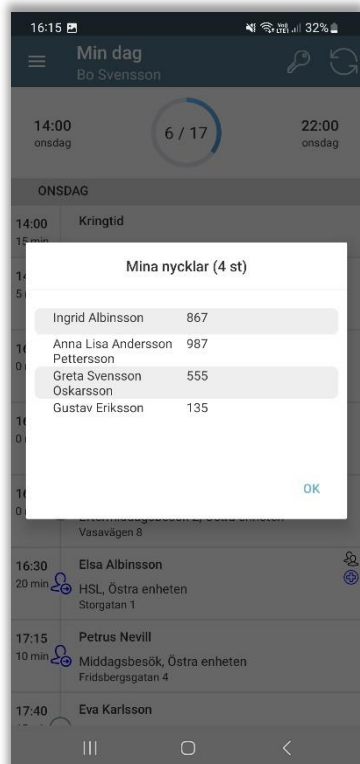 16:15 32%
Min dag
Bo Svensson
14:00 6 / 17 22:00
onsdag onsdag
ONSDAG
14:00 Kringtid
15 min
Mina nycklar (4 st)
Ingrid Albinsson 867
Anna Lisa Andersson 987
Pettersson
Greta Svensson 555
Oskarsson
Gustav Eriksson 135
OK
Vasavägen 8
16:30 Elsa Albinsson
20 min HSL, Östra enheten
Storgatan 1
17:15 Petrus Nevill
10 min Middagsbesök, Östra enheten
Fridsbergsgatan 4
17:40 Eva Karlsson